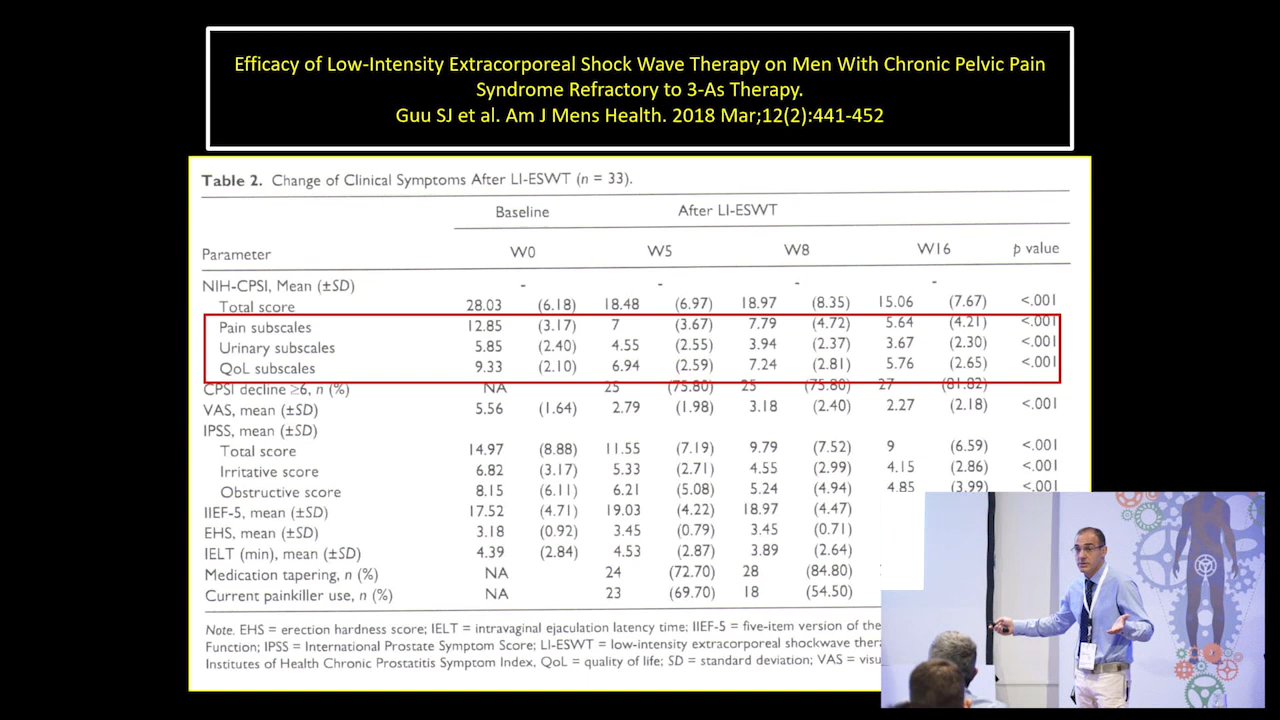 Efficacy of Low-Intensity Extracorporeal Shock Wave Therapy on Men With Chronic Pelvic Pain
Syndrome Refractory to 3-As Therapy.
Guu SJ et al. Am J Mens Health. 2018 Mar;12(2):441-452
Table 2. Change of Clinical Symptoms After LI-ESWT (n = 33).
Baseline After LI-ESWT
Parameter W0 W5 W8 W16 p value
NIH-CPSI, Mean (±SD) - - - -
Total score 28.03 (6.18) 18.48 (6.97) 18.97 (8.35) 15.06 (7.67) <.001
Pain subscales 12.85 (3.17) 7 (3.67) 7.79 (4.72) 5.64 (4.21) <.001
Urinary subscales 5.85 (2.40) 4.55 (2.55) 3.94 (2.37) 3.67 (2.30) <.001
QoL subscales 9.33 (2.10) 6.94 (2.59) 7.24 (2.81) 5.76 (2.65) <.001
CPSI decline ≥6, n (%) NA 25 (75.80) 25 (75.80) 27 (81.82)
VAS, mean (±SD) 5.56 (1.64) 2.79 (1.98) 3.18 (2.40) 2.27 (2.18) <.001
IPSS, mean (±SD)
Total score 14.97 (8.88) 11.55 (7.19) 9.79 (7.52) 9 (6.59) <.001
Irritative score 6.82 (3.17) 5.33 (2.71) 4.55 (2.99) 4.15 (2.86) <.001
Obstructive score 8.15 (6.11) 6.21 (5.08) 5.24 (4.94) 4.85 (3.99) <.001
IIEF-5, mean (±SD) 17.52 (4.71) 19.03 (4.22) 18.97 (4.47)
EHS, mean (±SD) 3.18 (0.92) 3.45 (0.79) 3.45 (0.71)
IELT (min), mean (±SD) 4.39 (2.84) 4.53 (2.87) 3.89 (2.64)
Medication tapering, n (%) NA 24 (72.70) 28 (84.80)
Current painkiller use, n (%) NA 23 (69.70) 18 (54.50)
Note. EHS = erection hardness score; IELT = intravaginal ejaculation latency time; IIEF-5 = five-item version of the
Function; IPSS = International Prostate Symptom Score; LI-ESWT = low-intensity extracorporeal shockwave
Institutes of Health Chronic Prostatitis Symptom Index, QoL = quality of life; SD = standard deviation; VAS =